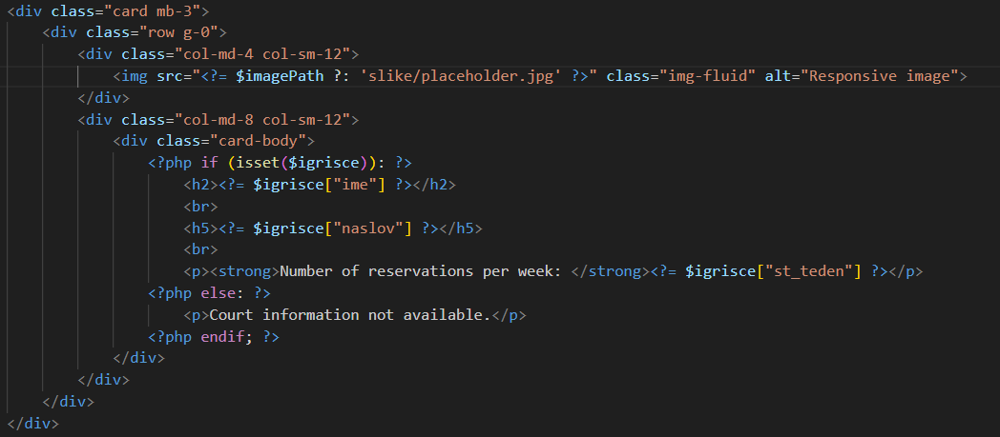 <div class="card mb-3">
    <div class="row g-0">
        <div class="col-md-4 col-sm-12">
            <img src="<?= $imagePath ?: 'slike/placeholder.jpg' ?>" class="img-fluid" alt="Responsive image">
        </div>
        <div class="col-md-8 col-sm-12">
            <div class="card-body">
                <?php if (isset($igrisce)): ?>
                    <h2><?= $igrisce["ime"] ?></h2>
                    <br>
                    <h5><?= $igrisce["naslov"] ?></h5>
                    <br>
                    <p><strong>Number of reservations per week: </strong><?= $igrisce["st_teden"] ?></p>
                <?php else: ?>
                    <p>Court information not available.</p>
                <?php endif; ?>
            </div>
        </div>
    </div>
</div>